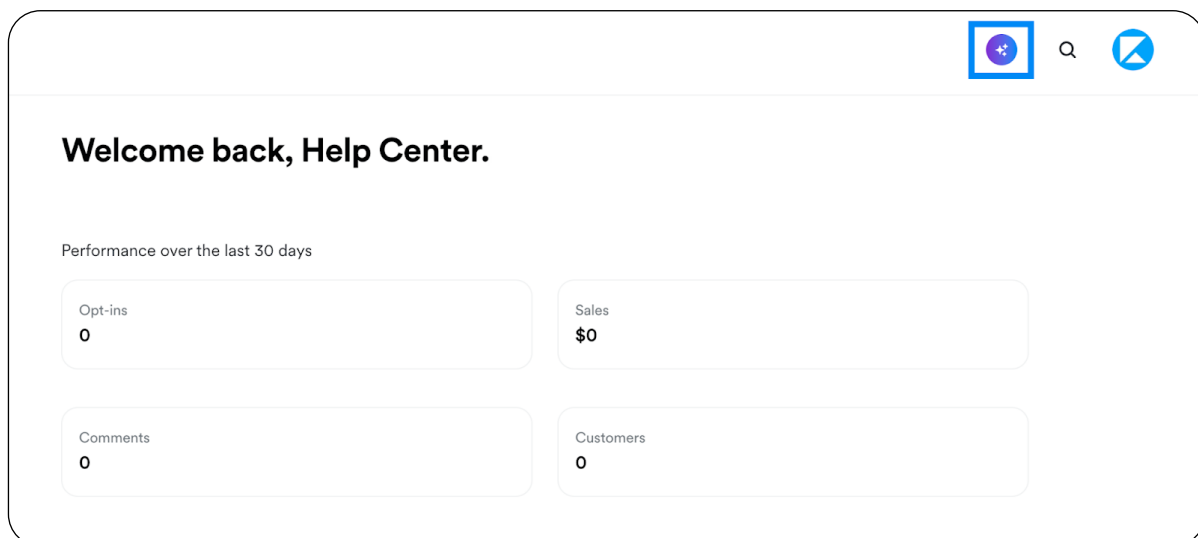 Welcome back, Help Center.
Performance over the last 30 days
Opt-ins
0
Sales
$0
Comments
0
Customers
0